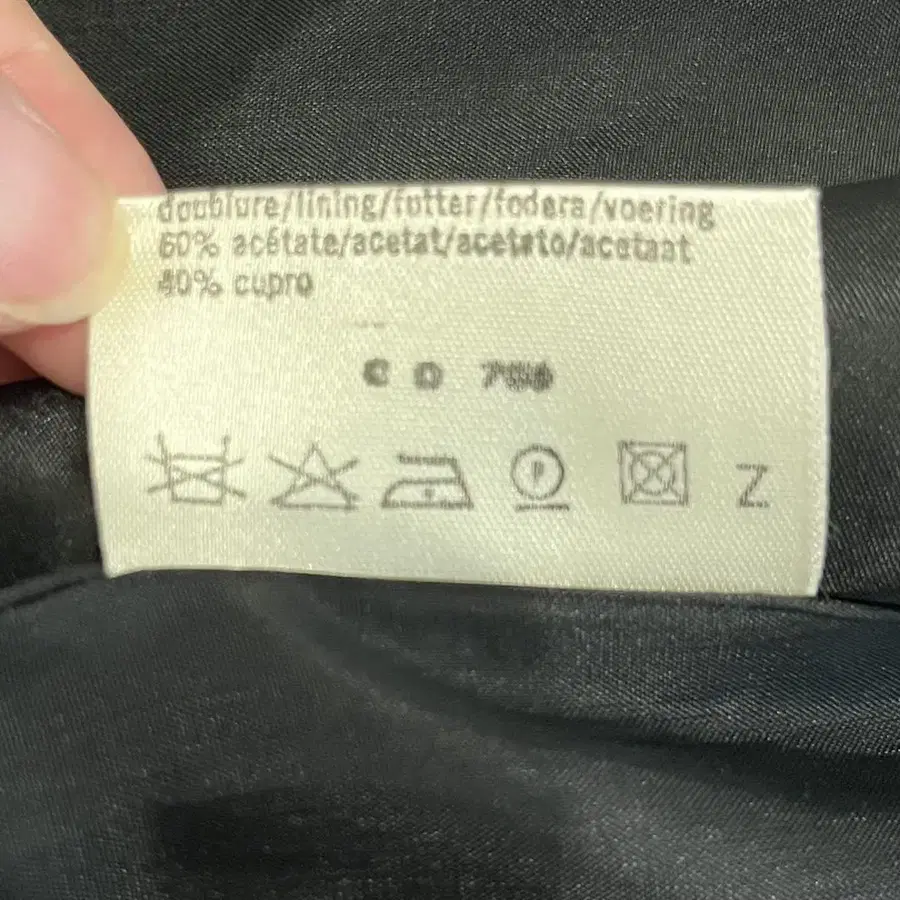 doublure/lining/futter/fodera/voering
60% acétate/acetat/acetato/acetaat
40% cupro
C D
P
Z